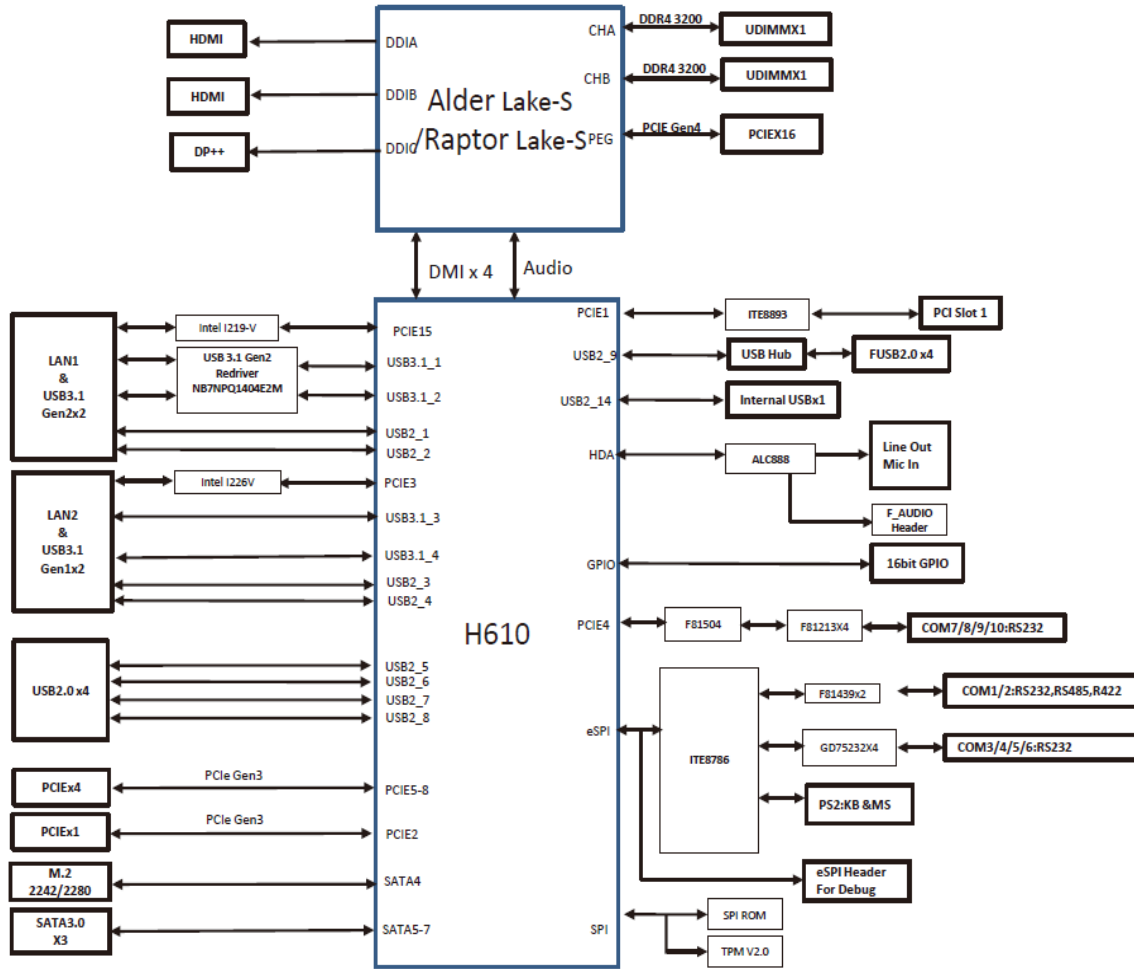 HDMI
HDMI
DP++
DDIA
DDIB
DDIC
Alder Lake-S
/Raptor Lake-S
CHA
CHB
PEG
DDR4 3200
DDR4 3200
PCIE Gen4
UDIMMX1
UDIMMX1
PCIEX16
DMI x 4
Audio
LAN1
&
USB3.1
Gen2x2
Intel I219-V
USB 3.1 Gen2
Redriver
NB7NPQ1404E2M
PCIE15
USB3.1_1
USB3.1_2
USB2_1
USB2_2
LAN2
&
USB3.1
Gen1x2
Intel I226V
PCIE3
USB3.1_3
USB3.1_4
USB2_3
USB2_4
USB2.0 x4
USB2_5
USB2_6
USB2_7
USB2_8
PCIEx4
PCIe Gen3
PCIE5-8
PCIEx1
PCIe Gen3
PCIE2
M.2
2242/2280
SATA4
SATA3.0
X3
SATA5-7
H610
PCIE1
ITE8893
PCI Slot 1
USB2_9
USB Hub
FUSB2.0 x4
USB2_14
Internal USBx1
HDA
ALC888
Line Out
Mic In
F_AUDIO
Header
GPIO
16bit GPIO
PCIE4
F81504
F81213X4
COM7/8/9/10:RS232
eSPI
ITE8786
F81439x2
COM1/2:RS232,RS485,R422
GD75232X4
COM3/4/5/6:RS232
PS2:KB &MS
eSPI Header
For Debug
SPI
SPI ROM
TPM V2.0